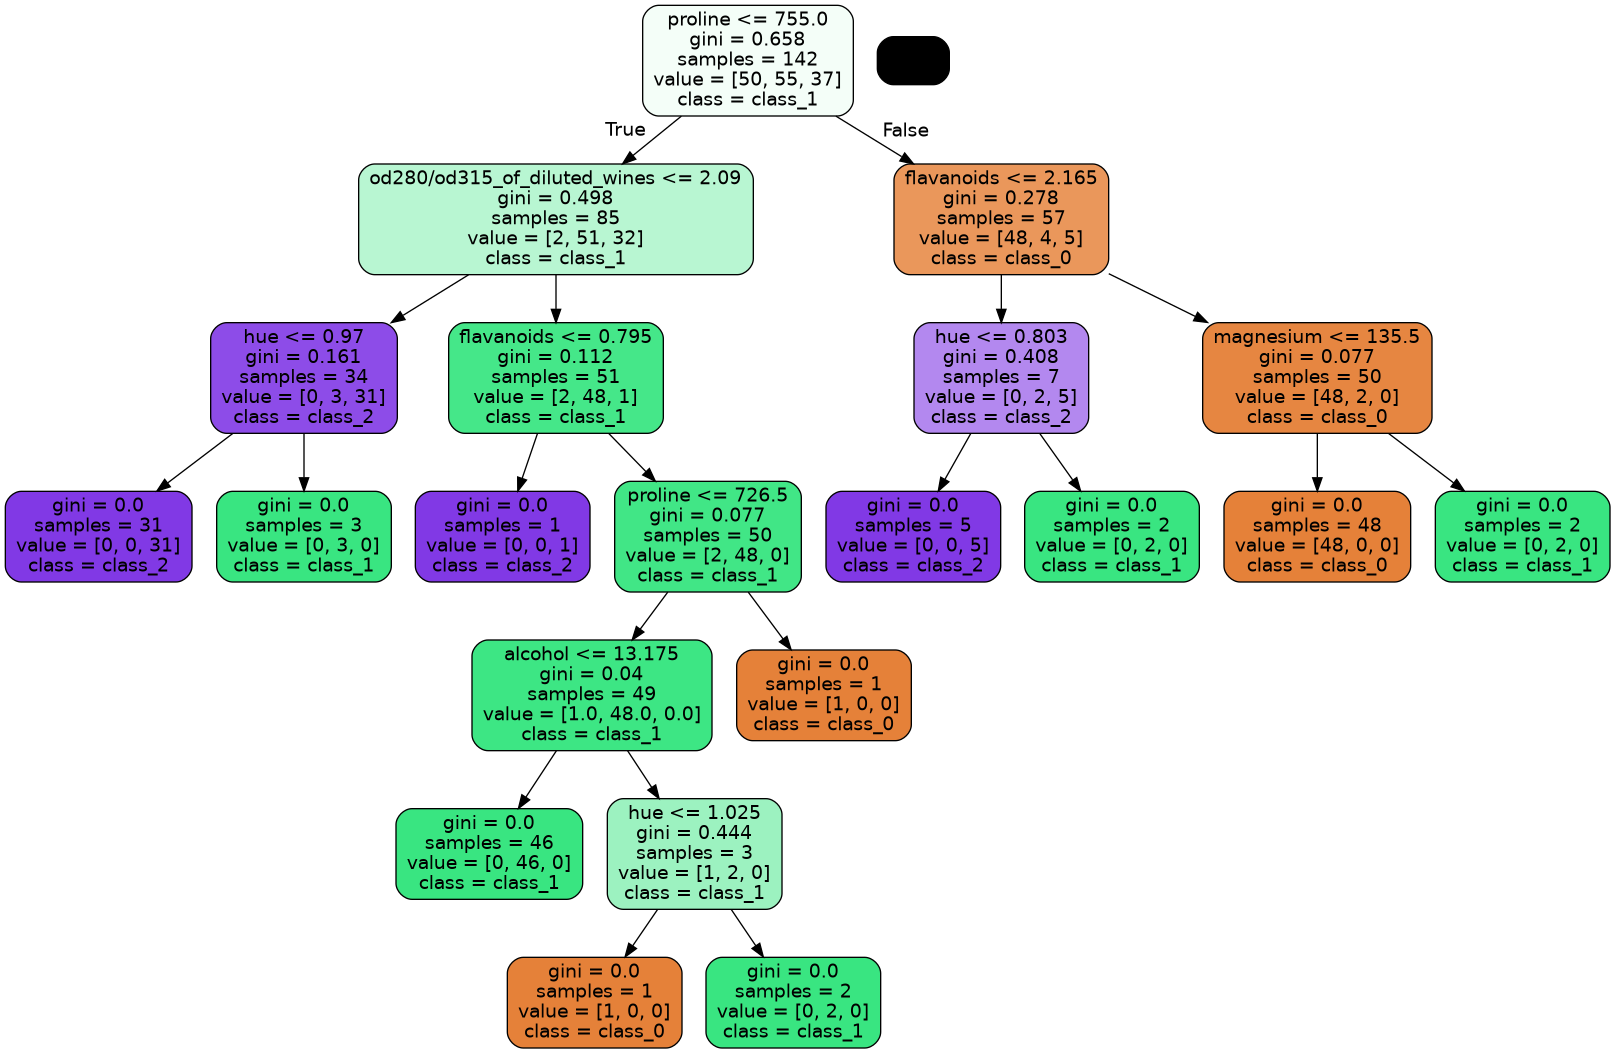 proline <= 755.0
gini = 0.658
samples = 142
value = [50, 55, 37]
class = class_1
True
False
od280/od315_of_diluted_wines <= 2.09
gini = 0.498
samples = 85
value = [2, 51, 32]
class = class_1
flavanoids <= 2.165
gini = 0.278
samples = 57
value = [48, 4, 5]
class = class_0
hue <= 0.97
gini = 0.161
samples = 34
value = [0, 3, 31]
class = class_2
flavanoids <= 0.795
gini = 0.112
samples = 51
value = [2, 48, 1]
class = class_1
hue <= 0.803
gini = 0.408
samples = 7
value = [0, 2, 5]
class = class_2
magnesium <= 135.5
gini = 0.077
samples = 50
value = [48, 2, 0]
class = class_0
gini = 0.0
samples = 31
value = [0, 0, 31]
class = class_2
gini = 0.0
samples = 3
value = [0, 3, 0]
class = class_1
gini = 0.0
samples = 1
value = [0, 0, 1]
class = class_2
proline <= 726.5
gini = 0.077
samples = 50
value = [2, 48, 0]
class = class_1
gini = 0.0
samples = 5
value = [0, 0, 5]
class = class_2
gini = 0.0
samples = 2
value = [0, 2, 0]
class = class_1
gini = 0.0
samples = 48
value = [48, 0, 0]
class = class_0
gini = 0.0
samples = 2
value = [0, 2, 0]
class = class_1
alcohol <= 13.175
gini = 0.04
samples = 49
value = [1.0, 48.0, 0.0]
class = class_1
gini = 0.0
samples = 1
value = [1, 0, 0]
class = class_0
gini = 0.0
samples = 46
value = [0, 46, 0]
class = class_1
hue <= 1.025
gini = 0.444
samples = 3
value = [1, 2, 0]
class = class_1
gini = 0.0
samples = 1
value = [1, 0, 0]
class = class_0
gini = 0.0
samples = 2
value = [0, 2, 0]
class = class_1